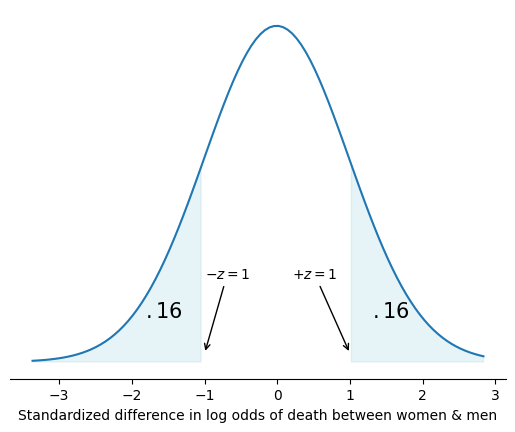 −z = 1
+z = 1
.16
.16
−3 −2 −1 0 1 2 3
Standardized difference in log odds of death between women & men